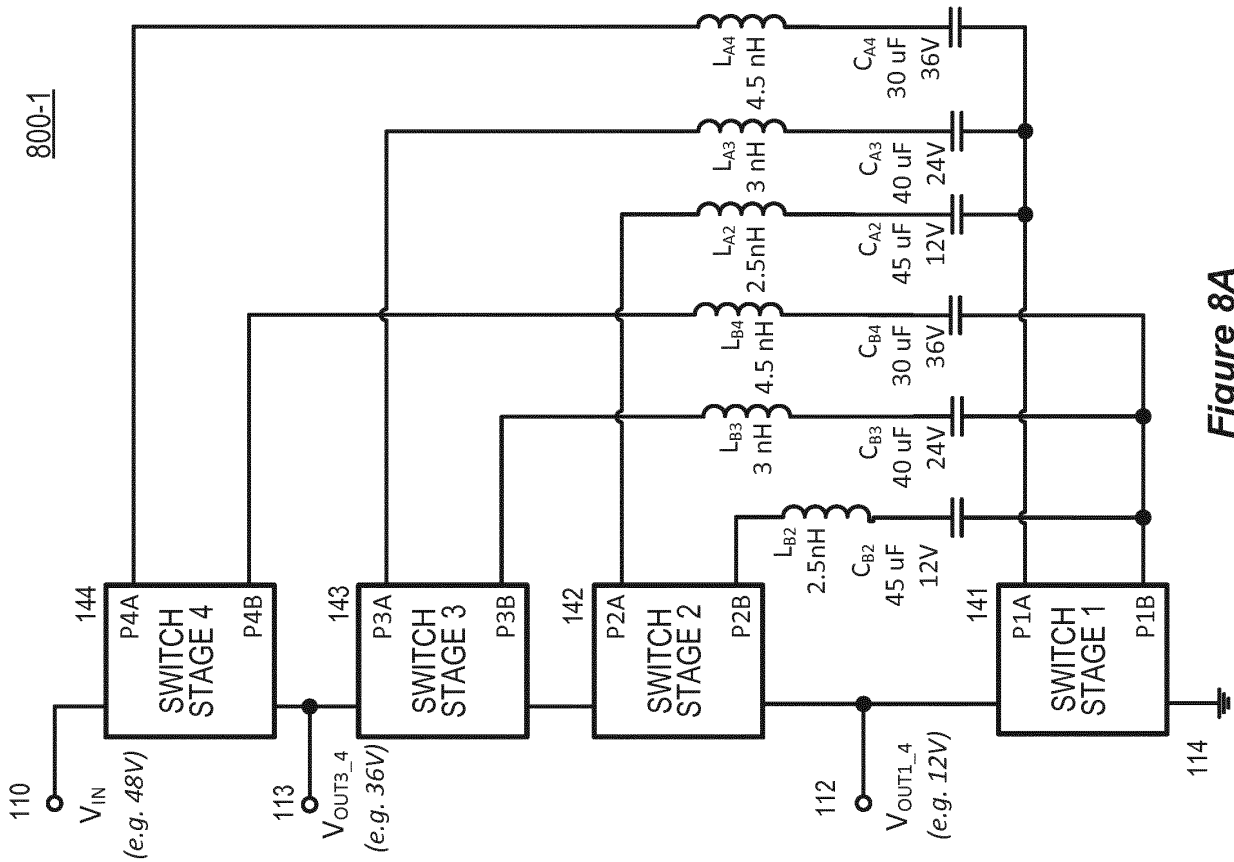 800-1
110
V_IN
(e.g. 48V)
144
SWITCH
STAGE 4
P4A
P4B
113
V_OUT3_4
(e.g. 36V)
143
SWITCH
STAGE 3
P3A
P3B
142
SWITCH
STAGE 2
P2A
P2B
112
V_OUT1_4
(e.g. 12V)
141
SWITCH
STAGE 1
P1A
P1B
114
L_B2
2.5nH
C_B2
45 uF
12V
L_B3
3 nH
C_B3
40 uF
24V
L_B4
4.5 nH
C_B4
30 uF
36V
L_A2
2.5nH
C_A2
45 uF
12V
L_A3
3 nH
C_A3
40 uF
24V
L_A4
4.5 nH
C_A4
30 uF
36V
Figure 8A